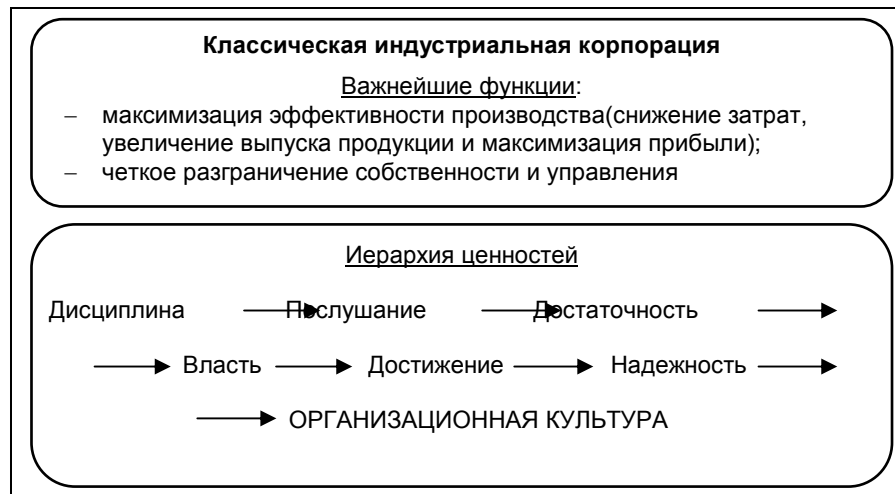 Классическая индустриальная корпорация
Важнейшие функции:
– максимизация эффективности производства(снижение затрат,
увеличение выпуска продукции и максимизация прибыли);
– четкое разграничение собственности и управления
Иерархия ценностей
Дисциплина Послушание Достаточность
Власть Достижение Надежность
ОРГАНИЗАЦИОННАЯ КУЛЬТУРА